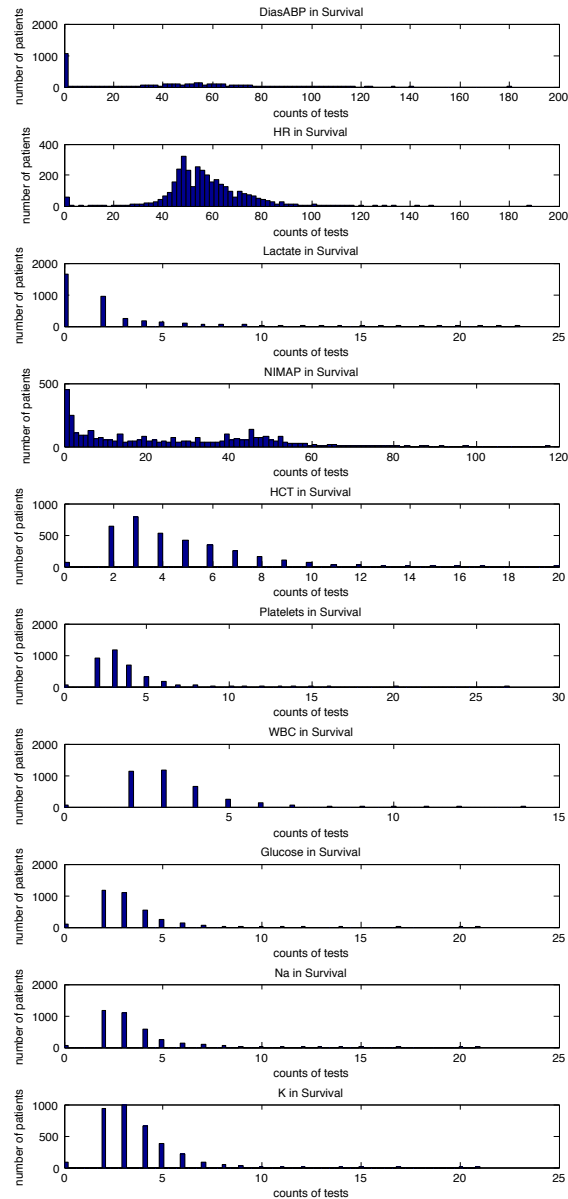 DiasABP in Survival
number of patients
2000
1000
0
0 20 40 60 80 100 120 140 160 180 200
counts of tests
HR in Survival
number of patients
400
200
0
0 20 40 60 80 100 120 140 160 180 200
counts of tests
Lactate in Survival
number of patients
2000
1000
0
0 5 10 15 20 25
counts of tests
NIMAP in Survival
number of patients
500
0
0 20 40 60 80 100 120
counts of tests
HCT in Survival
number of patients
1000
500
0
0 2 4 6 8 10 12 14 16 18 20
counts of tests
Platelets in Survival
number of patients
2000
1000
0
0 5 10 15 20 25 30
counts of tests
WBC in Survival
number of patients
2000
1000
0
0 5 10 15
counts of tests
Glucose in Survival
number of patients
2000
1000
0
0 5 10 15 20 25
counts of tests
Na in Survival
number of patients
2000
1000
0
0 5 10 15 20 25
counts of tests
K in Survival
number of patients
1000
500
0
0 5 10 15 20 25
counts of tests